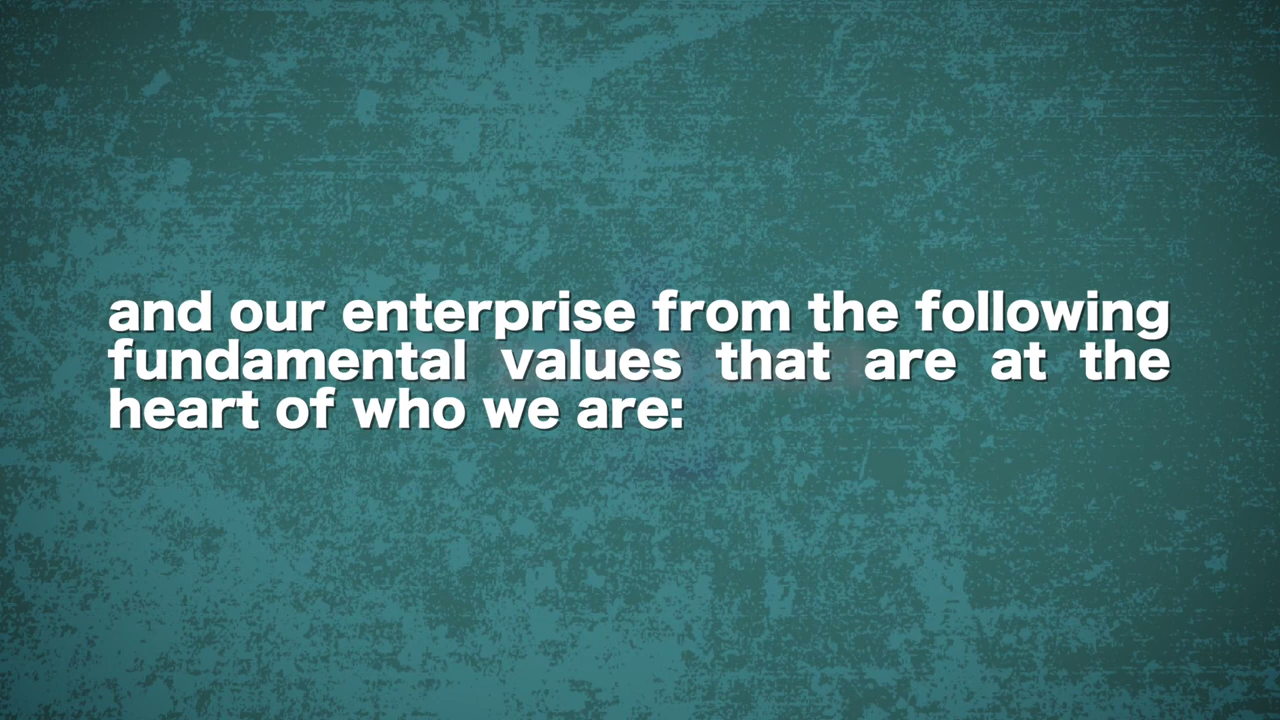 and our enterprise from the following
fundamental values that are at the
heart of who we are: